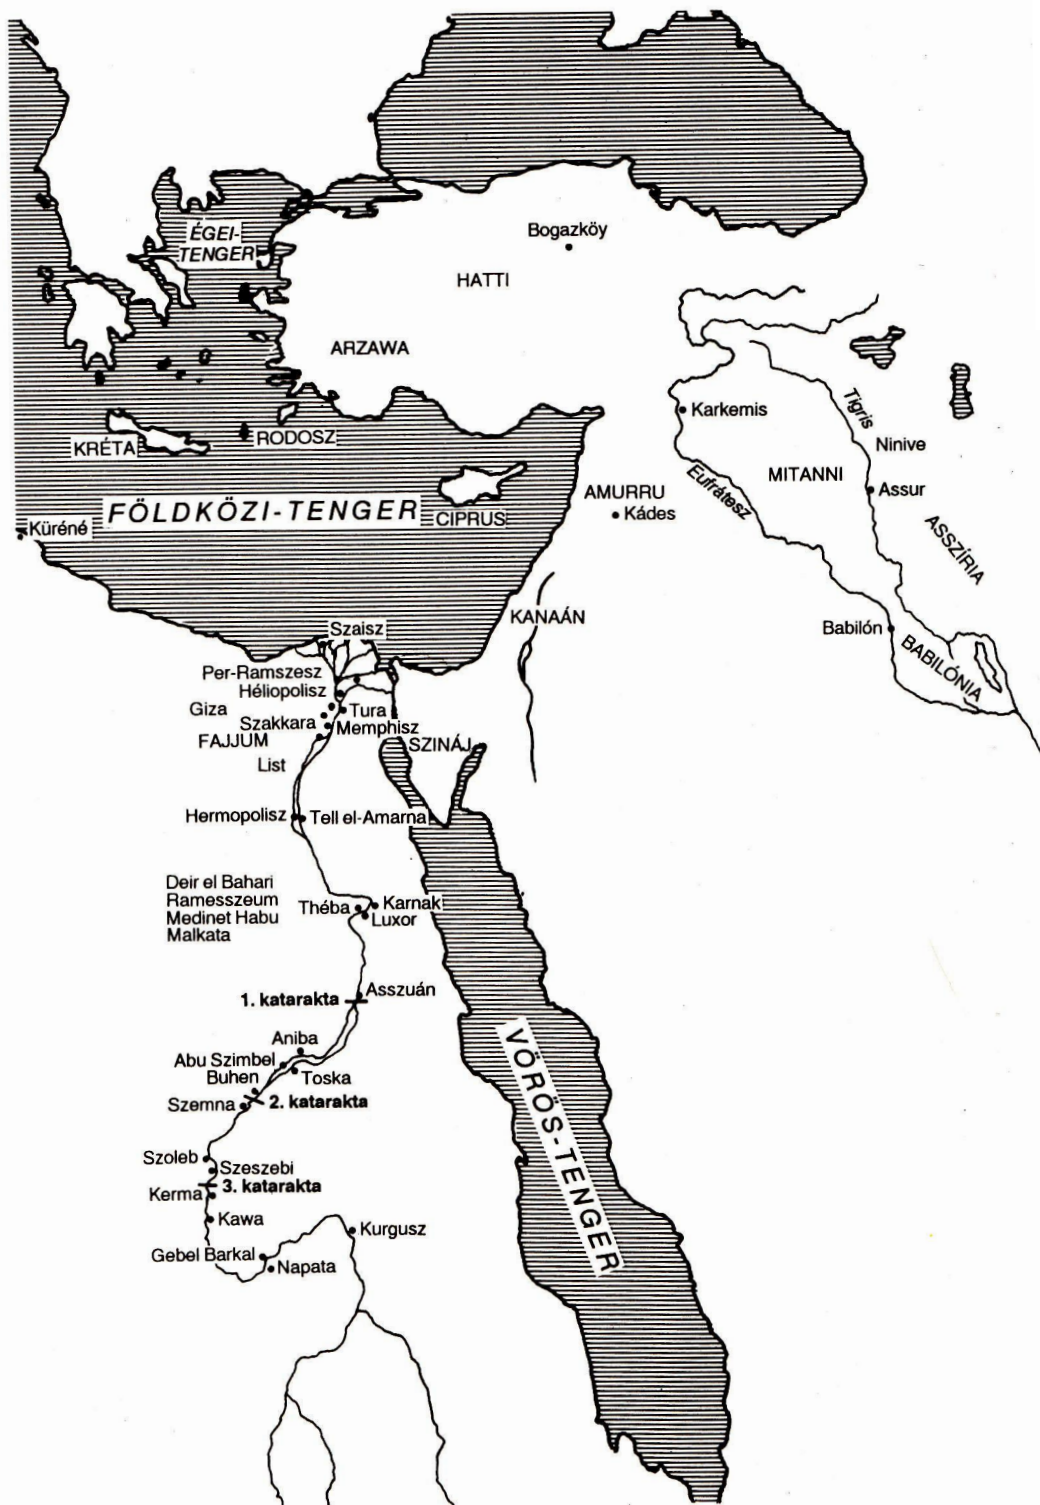 ÉGEI-
TENGER
Bogazköy
HATTI
ARZAWA
Karkemis
Tigris
Ninive
KRÉTA
RODOSZ
MITANNI
Eufrátesz
Assur
AMURRU
Kádes
FÖLDKÖZI-TENGER
CIPRUS
Küréné
ASSZÍRIA
KANAÁN
Babilón
BABILÓNIA
Szaisz
Per-Ramszesz
Héliopolisz
Giza
Tura
Szakkara
Memphisz
FAJJUM
SZINÁJ
List
Hermopolisz
Tell el-Amarna
Deir el Bahari
Ramesszeum
Medinet Habu
Malkata
Théba
Karnak
Luxor
Asszuán
1. katarakta
Aniba
Abu Szimbel
Toska
Buhen
2. katarakta
Szemna
VÖRÖS-TENGER
Szoleb
Szeszebi
3. katarakta
Kerma
Kawa
Kurgusz
Gebel Barkal
Napata